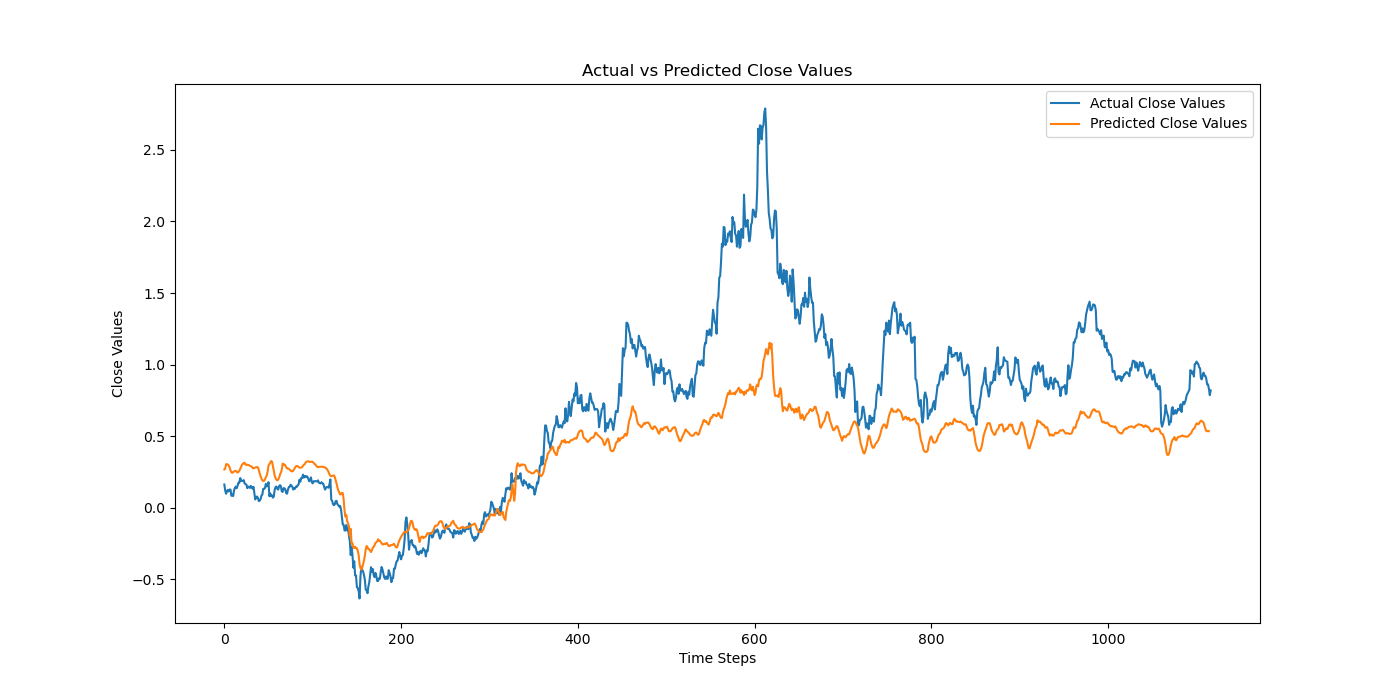 Actual vs Predicted Close Values
Actual Close Values
Predicted Close Values
Close Values
2.5
2.0
1.5
1.0
0.5
0.0
−0.5
0 200 400 600 800 1000
Time Steps